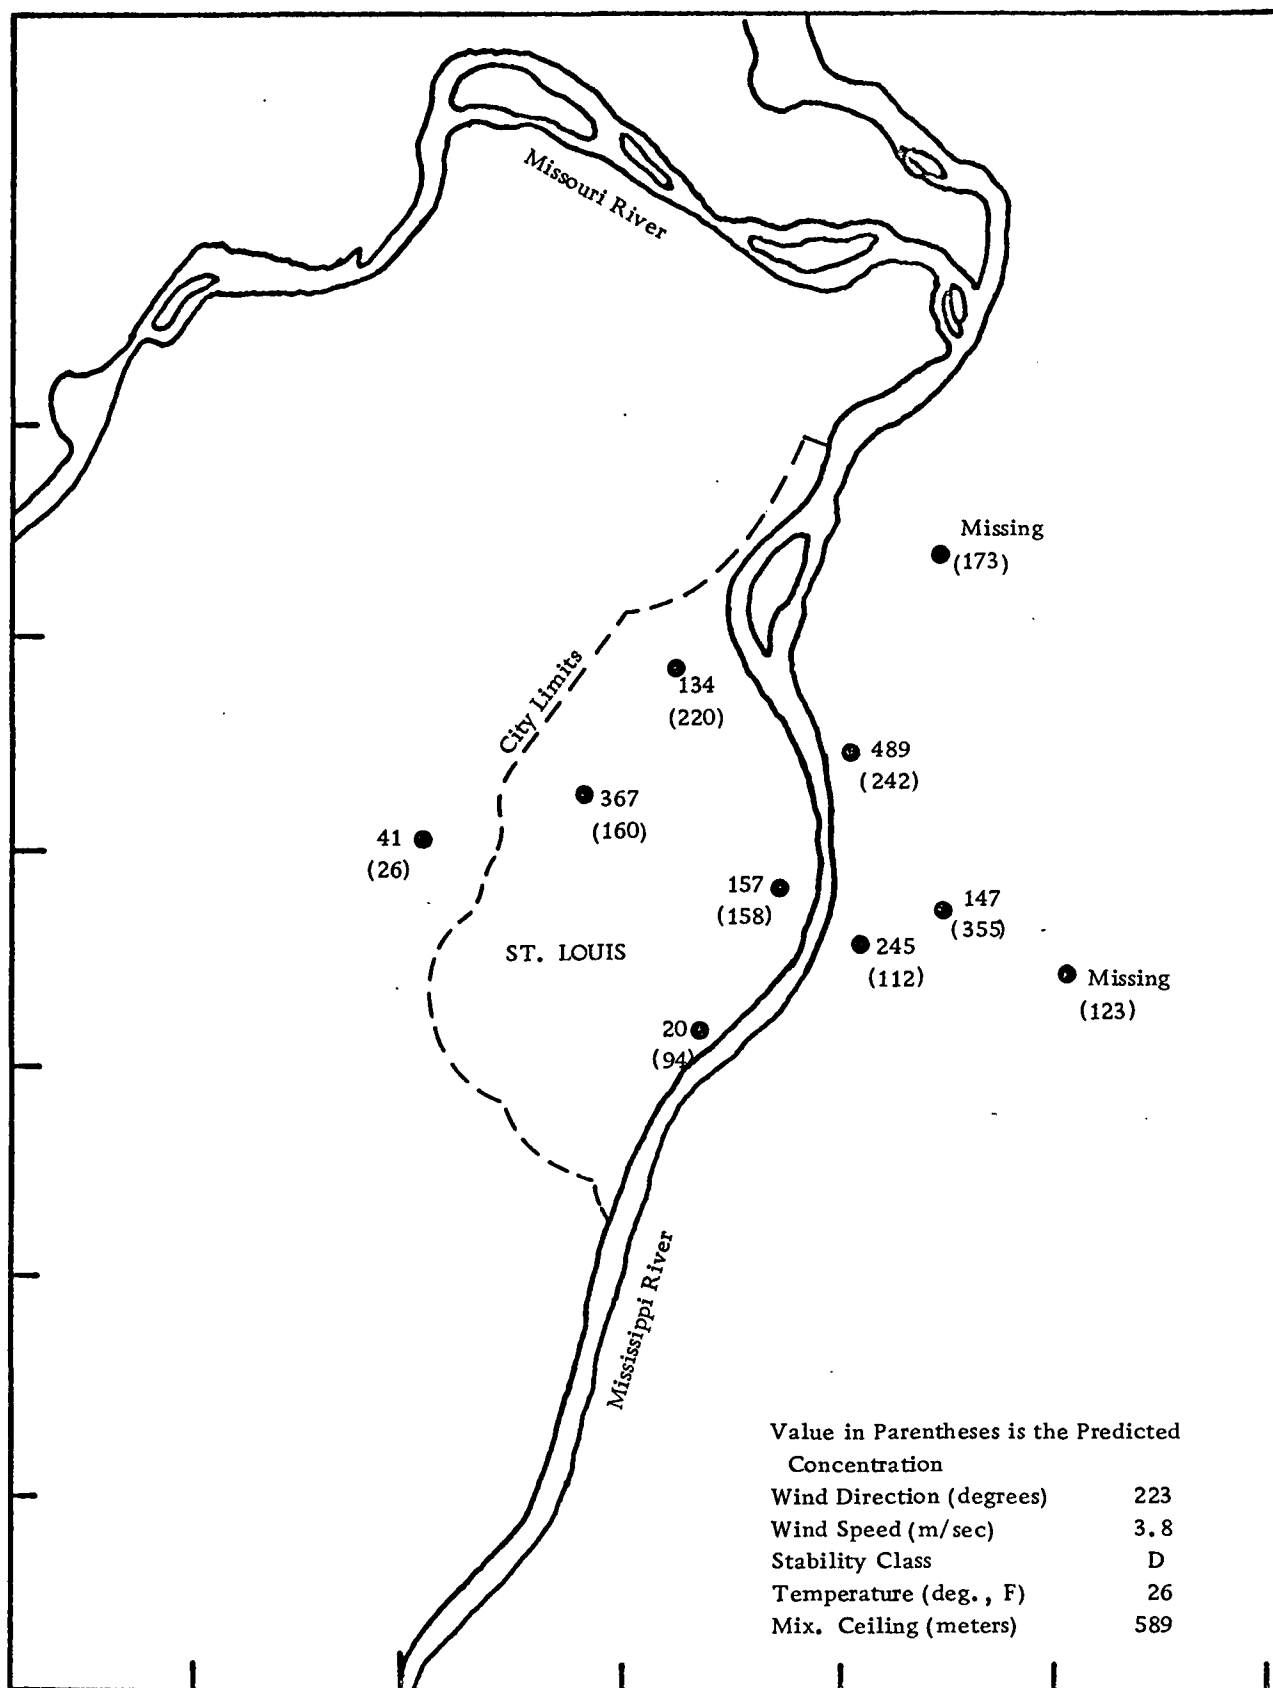 Missouri River
Missing
(173)
City Limits
134
(220)
489
(242)
367
(160)
41
(26)
157
(158)
147
(355)
ST. LOUIS
245
(112)
Missing
(123)
20
(94)
Mississippi River
Value in Parentheses is the Predicted
Concentration
Wind Direction (degrees) 223
Wind Speed (m/sec) 3.8
Stability Class D
Temperature (deg., F) 26
Mix. Ceiling (meters) 589